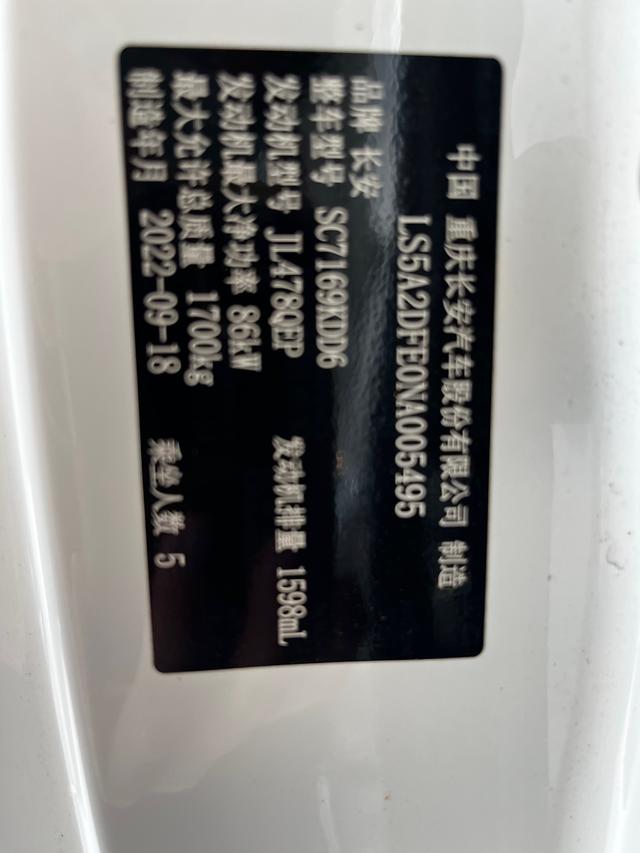 中国 重庆长安汽车股份有限公司 制造
LS5A2DFE0NA005495
品牌 长安
整车型号 SC7169KDD6
发动机型号 JL478QEP 发动机排量 1598mL
发动机最大净功率 86kW
最大允许总质量 1700kg
制造年月 2022-09-18 乘坐人数 5